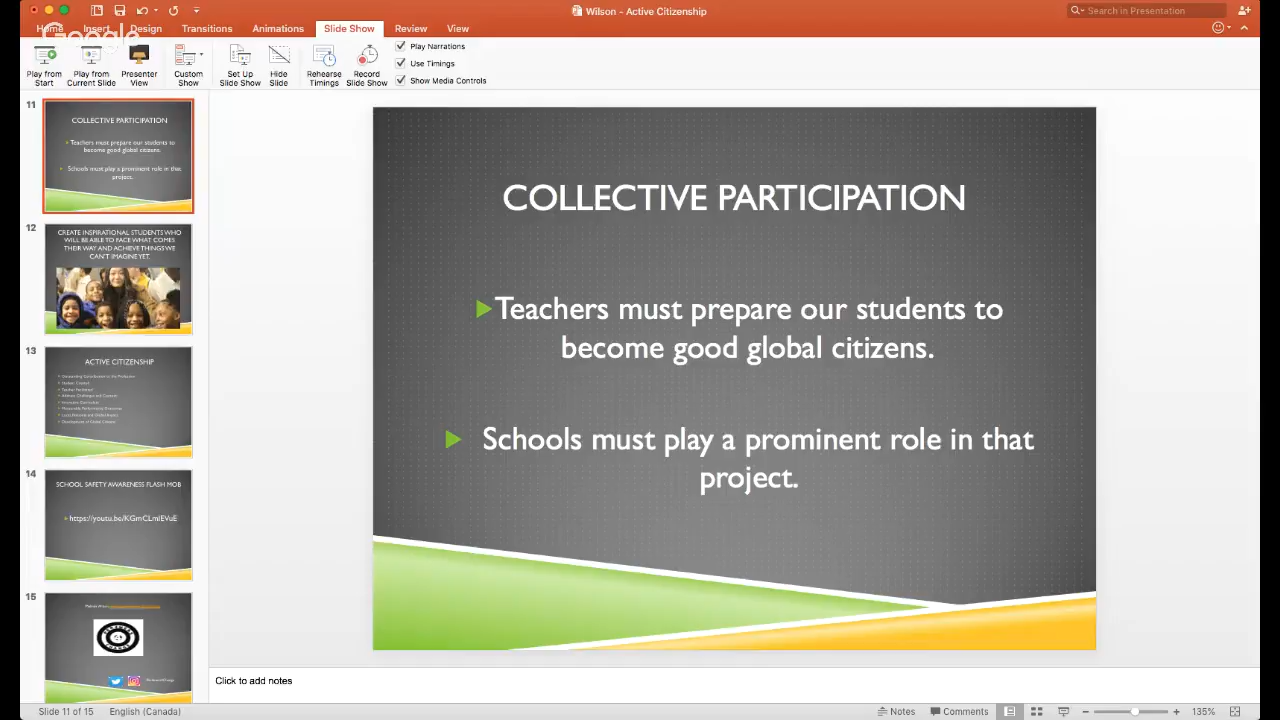 Wilson - Active Citizenship
Search in Presentation
Home Insert Design Transitions Animations Slide Show Review View
Google
Play from Start
Play from Current Slide
Presenter View
Custom Show
Set Up Slide Show
Hide Slide
Rehearse Timings
Record Slide Show
Play Narrations
Use Timings
Show Media Controls
11
COLLECTIVE PARTICIPATION
Teachers must prepare our students to
become good global citizens.
Schools must play a prominent role in that
project.
12
CREATE INSPIRATIONAL STUDENTS WHO
WILL BE ABLE TO FACE WHAT COMES
THEIR WAY AND ACHIEVE THINGS WE
CAN'T IMAGINE YET.
13
ACTIVE CITIZENSHIP
14
SCHOOL SAFETY AWARENESS FLASH MOB
15
COLLECTIVE PARTICIPATION
Teachers must prepare our students to
become good global citizens.
Schools must play a prominent role in that
project.
Click to add notes
Slide 11 of 15 English (Canada) Notes Comments 135%